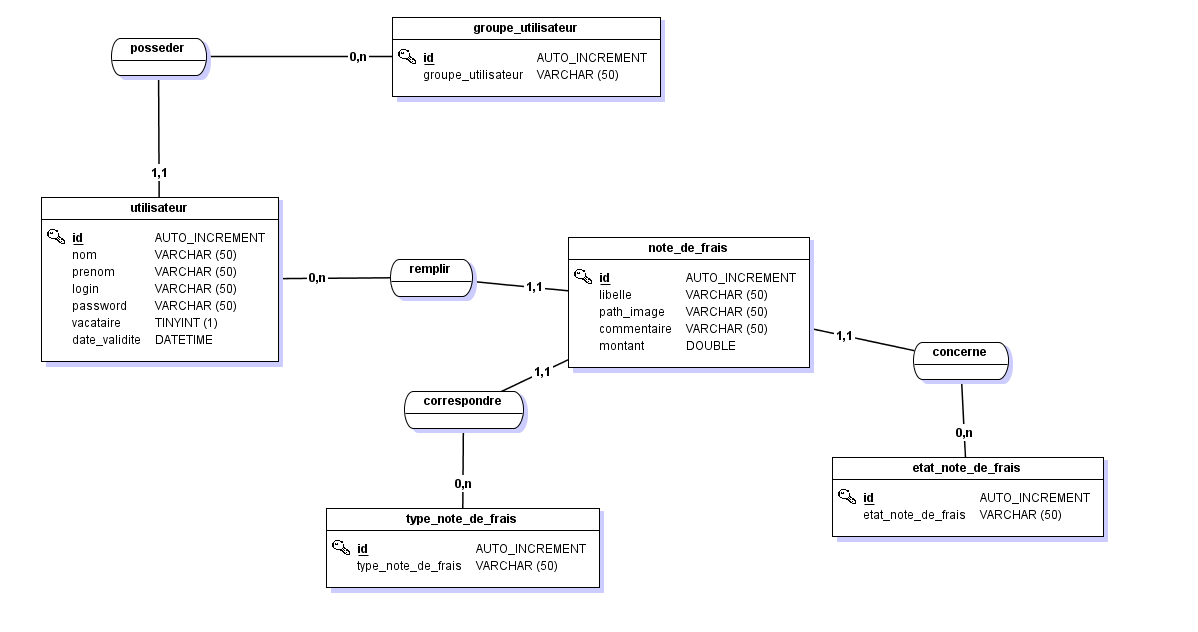 posseder
groupe_utilisateur
id AUTO_INCREMENT
groupe_utilisateur VARCHAR (50)
0,n
1,1
utilisateur
id AUTO_INCREMENT
nom VARCHAR (50)
prenom VARCHAR (50)
login VARCHAR (50)
password VARCHAR (50)
vacataire TINYINT (1)
date_validite DATETIME
0,n
remplir
1,1
note_de_frais
id AUTO_INCREMENT
libelle VARCHAR (50)
path_image VARCHAR (50)
commentaire VARCHAR (50)
montant DOUBLE
1,1
concerne
0,n
1,1
correspondre
0,n
type_note_de_frais
id AUTO_INCREMENT
type_note_de_frais VARCHAR (50)
etat_note_de_frais
id AUTO_INCREMENT
etat_note_de_frais VARCHAR (50)